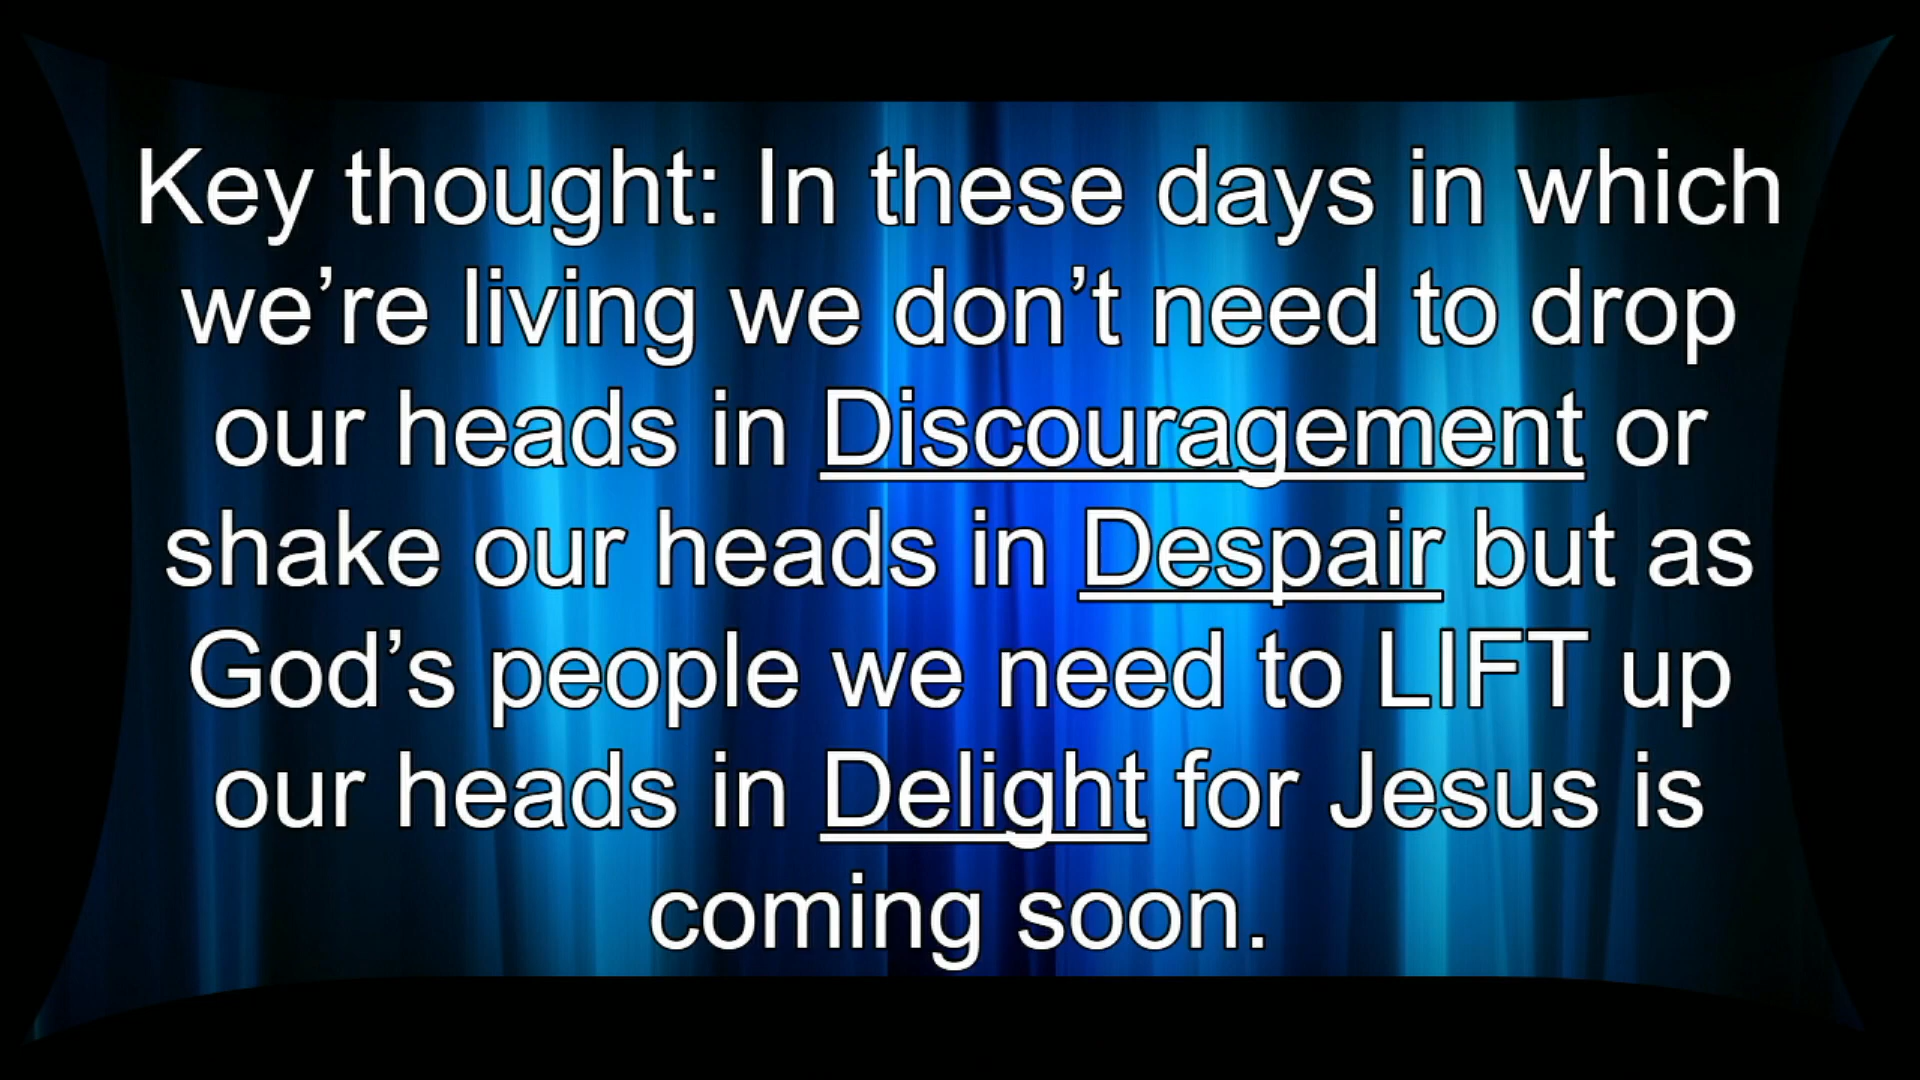 Key thought: In these days in which
we’re living we don’t need to drop
our heads in Discouragement or
shake our heads in Despair but as
God’s people we need to LIFT up
our heads in Delight for Jesus is
coming soon.